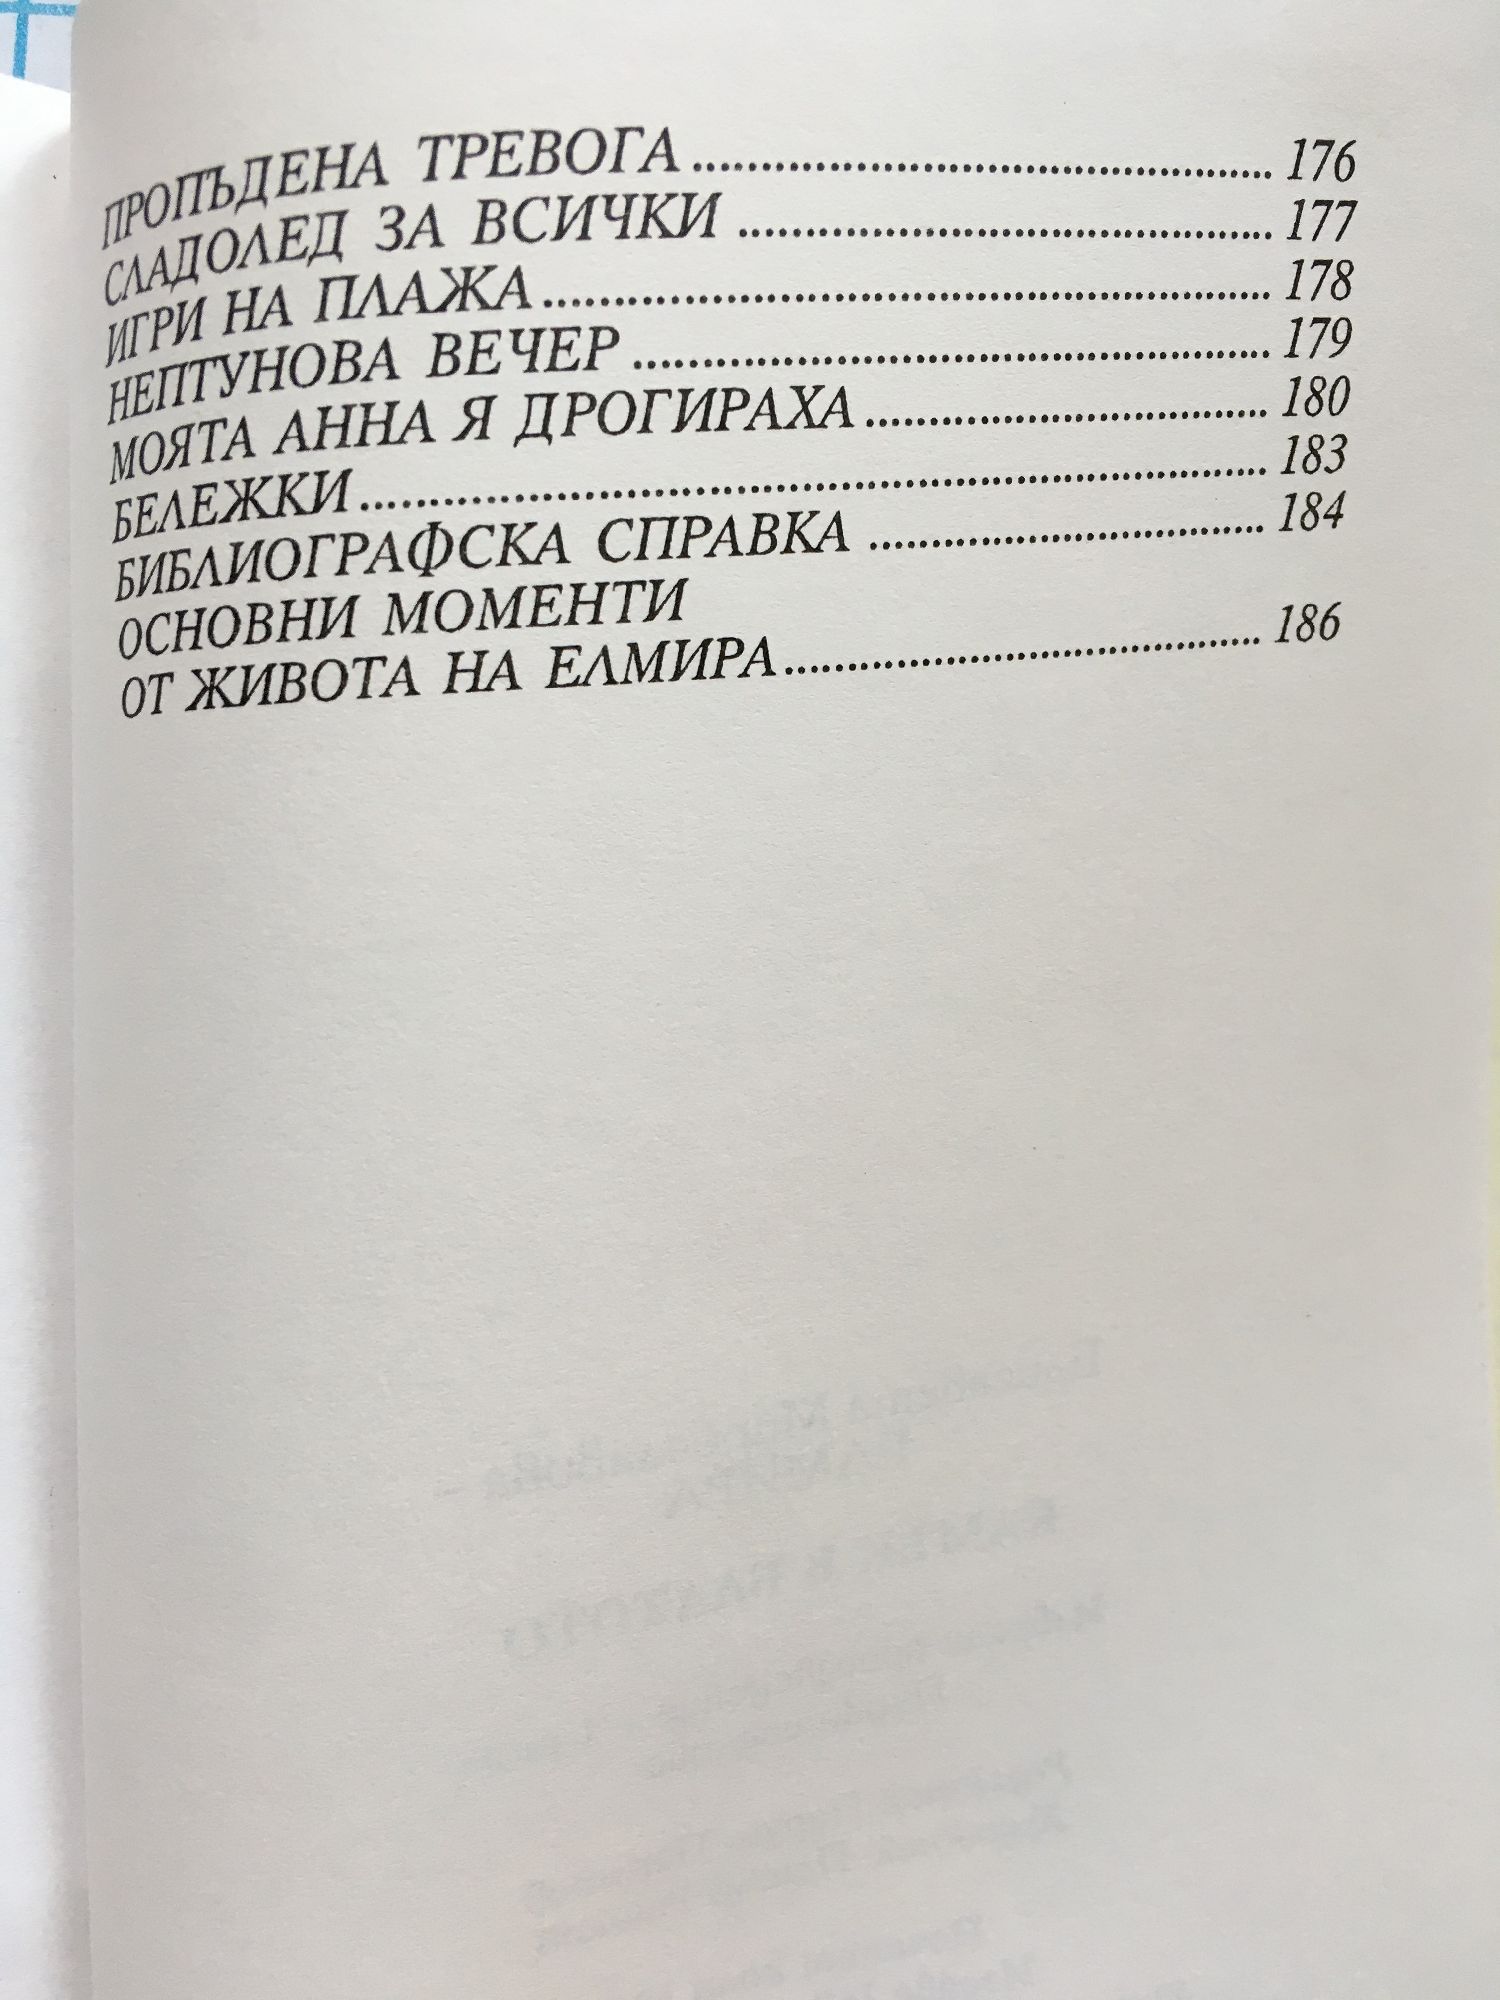 ПРОПЪДЕНА ТРЕВОГА.................................................. 176
СЛАДОЛЕД ЗА ВСИЧКИ .............................................. 177
ИГРИ НА ПЛАЖА.............................................................. 178
НЕПТУНОВА ВЕЧЕР ...................................................... 179
МОЯТА АННА Я ДРОГИРАХА.................................. 180
БЕЛЕЖКИ............................................................................ 183
БИБЛИОГРАФСКА СПРАВКА .................................. 184
ОСНОВНИ МОМЕНТИ
ОТ ЖИВОТА НА ЕЛМИРА......................................... 186